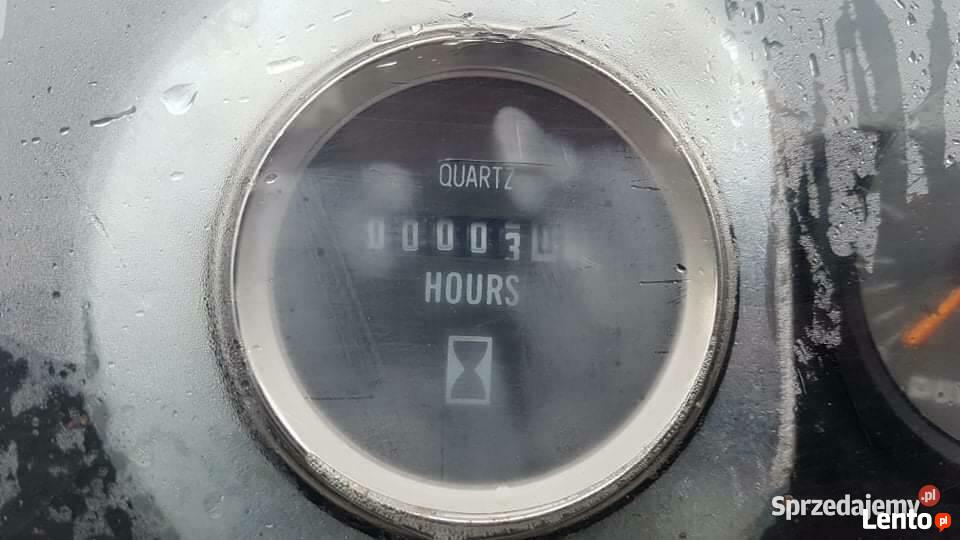 QUARTZ
00003
HOURS
Sprzedajemy.pl
Lento.pl